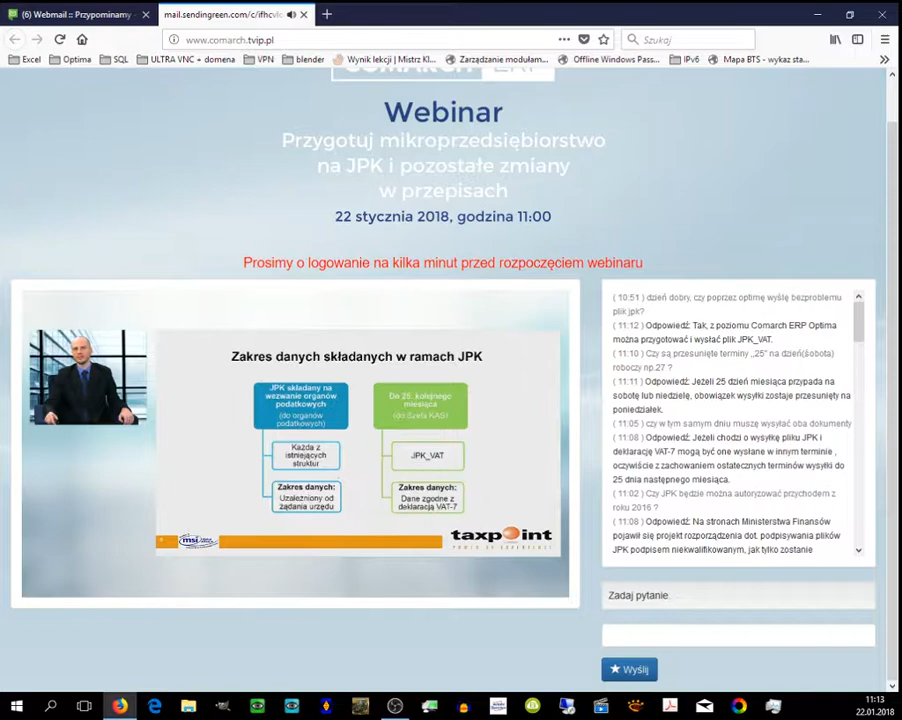 (6) Webmail :: Przypominamy
mail.sendingreen.com/c/ifhcvl
www.comarch.tvip.pl
Szukaj
Excel
Optima
SQL
ULTRA VNC + domena
VPN
blender
Wynik lekcji | Mistrz Kl...
Zarządzanie modułam...
Offline Windows Pass...
IPv6
Mapa BTS - wykaz sta...
COMARCH ERP
Webinar
Przygotuj mikroprzedsiębiorstwo
na JPK i pozostałe zmiany
w przepisach
22 stycznia 2018, godzina 11:00
Prosimy o logowanie na kilka minut przed rozpoczęciem webinaru
Zakres danych składanych w ramach JPK
JPK składany na
wezwanie organów
podatkowych
(do organów
podatkowych)
Każda z
istniejących
struktur
Zakres danych:
Uzależniony od
żądania urzędu
Do 25. kolejnego
miesiąca
(do Szefa KAS)
JPK_VAT
Zakres danych:
Dane zgodne z
deklaracją VAT-7
msi
taxpoint
( 10:51 ) dzień dobry, czy poprzez optimę wyślę bezproblemu
plik jpk?
( 11:12 ) Odpowiedź: Tak, z poziomu Comarch ERP Optima
można przygotować i wysłać plik JPK_VAT.
( 11:10 ) Czy są przesunięte terminy ,,25" na dzień(sobota)
roboczy np.27 ?
( 11:11 ) Odpowiedź: Jeżeli 25 dzień miesiąca przypada na
sobotę lub niedzielę, obowiązek wysyłki zostaje przesunięty na
poniedziałek.
( 11:05 ) czy w tym samym dniu muszę wysyłać oba dokumenty
( 11:08 ) Odpowiedź: Jeżeli chodzi o wysyłkę pliku JPK i
deklarację VAT-7 mogą być one wysłane w innym terminie ,
oczywiście z zachowaniem ostatecznych terminów wysyłki do
25 dnia następnego miesiąca.
( 11:02 ) Czy JPK będzie można autoryzować przychodem z
roku 2016 ?
( 11:08 ) Odpowiedź: Na stronach Ministerstwa Finansów
pojawił się projekt rozporządzenia dot. podpisywania plików
JPK podpisem niekwalifikowanym, jak tylko zostanie
Zadaj pytanie
Wyślij
11:13
22.01.2018